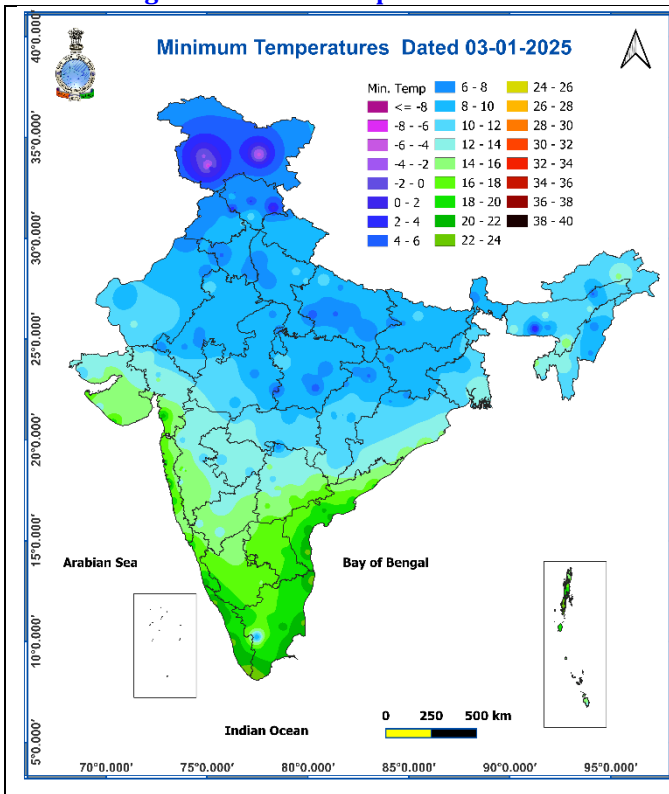 Minimum Temperatures Dated 03-01-2025
Min. Temp
<= -8
-8 - -6
-6 - -4
-4 - -2
-2 - 0
0 - 2
2 - 4
4 - 6
6 - 8
8 - 10
10 - 12
12 - 14
14 - 16
16 - 18
18 - 20
20 - 22
22 - 24
24 - 26
26 - 28
28 - 30
30 - 32
32 - 34
34 - 36
36 - 38
38 - 40
40°0.000'
35°0.000'
30°0.000'
25°0.000'
20°0.000'
15°0.000'
10°0.000'
5°0.000'
Arabian Sea
Bay of Bengal
Indian Ocean
0 250 500 km
70°0.000' 75°0.000' 80°0.000' 85°0.000' 90°0.000' 95°0.000'